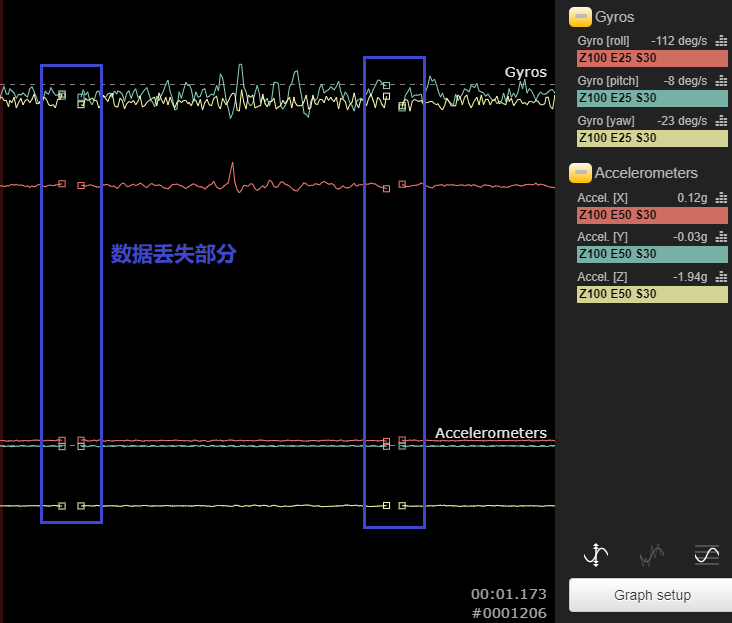 Gyros
数据丢失部分
Accelerometers
00:01.173
#0001206
Gyros
Gyro [roll] -112 deg/s
Z100 E25 S30
Gyro [pitch] -8 deg/s
Z100 E25 S30
Gyro [yaw] -23 deg/s
Z100 E25 S30
Accelerometers
Accel. [X] 0.12g
Z100 E50 S30
Accel. [Y] -0.03g
Z100 E50 S30
Accel. [Z] -1.94g
Z100 E50 S30
Graph setup